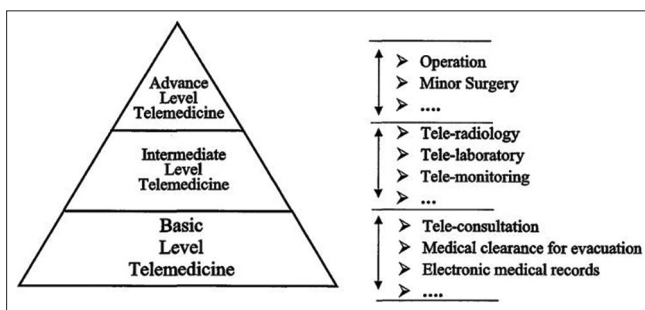 Advance
Level
Telemedicine
Operation
Minor Surgery
....
Intermediate
Level
Telemedicine
Tele-radiology
Tele-laboratory
Tele-monitoring
...
Basic
Level
Telemedicine
Tele-consultation
Medical clearance for evacuation
Electronic medical records
....